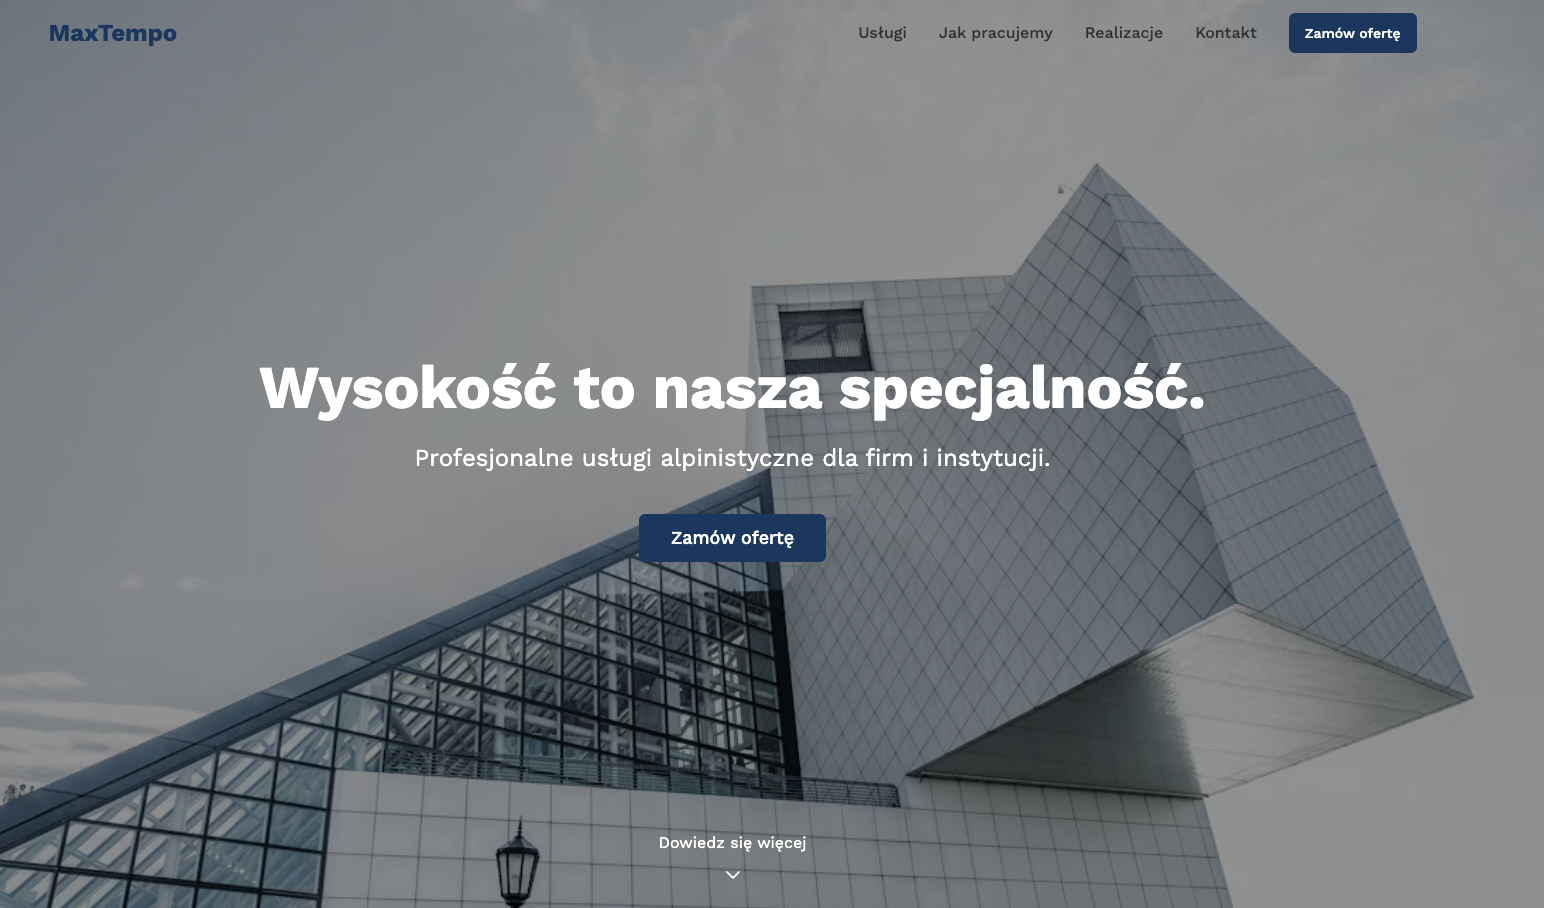 MaxTempo
Usługi
Jak pracujemy
Realizacje
Kontakt
Zamów ofertę
Wysokość to nasza specjalność.
Profesjonalne usługi alpinistyczne dla firm i instytucji.
Zamów ofertę
Dowiedz się więcej